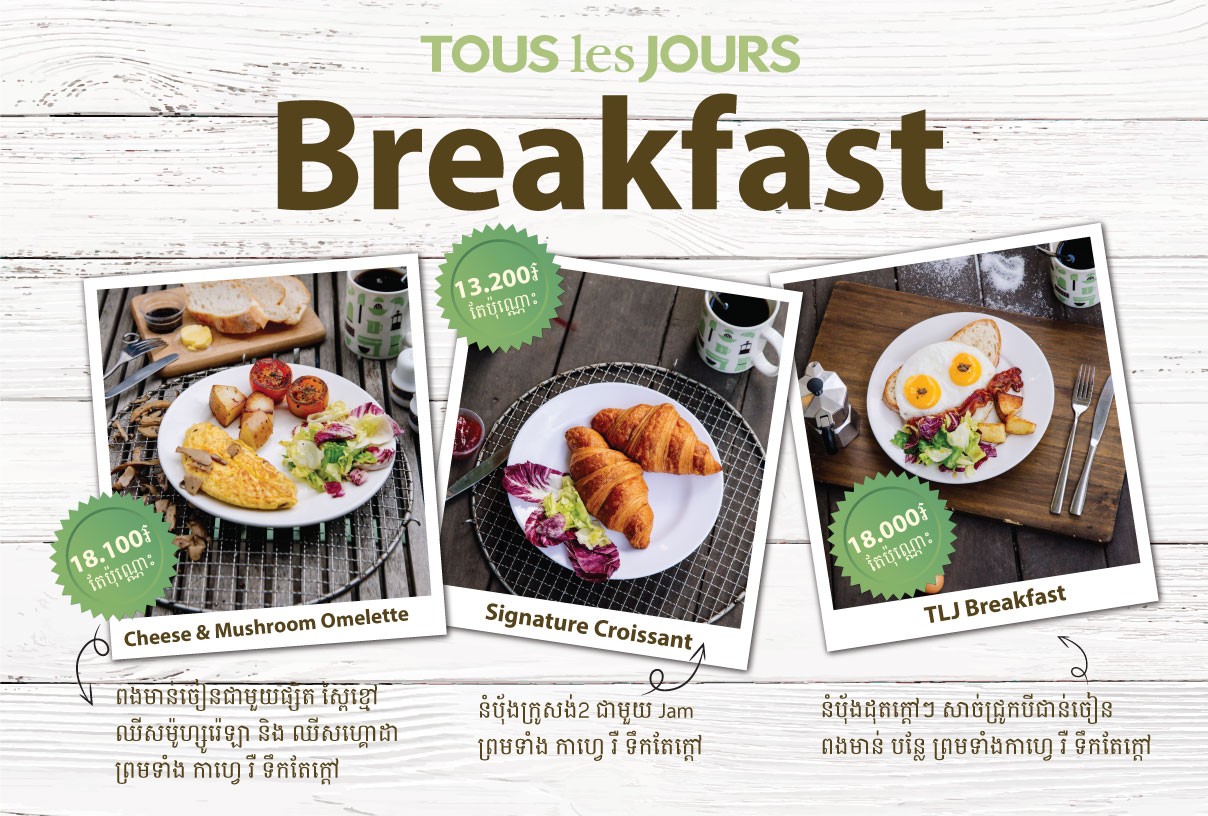 TOUS les JOURS
Breakfast
18.100៛
តែប៉ុណ្ណោះ
Cheese & Mushroom Omelette
ពងមាន់ចៀនជាមួយផ្សិត ស្ពៃខ្មៅ
ឈីសម៉ូហ្សូរ៉េឡា និង ឈីសហ្គោដា
ព្រមទាំង កាហ្វេ រឺ ទឹកតែក្តៅ
13.200៛
តែប៉ុណ្ណោះ
Signature Croissant
នំប៉័ងក្រូសង់2 ជាមួយ Jam
ព្រមទាំង កាហ្វេ រឺ ទឹកតែក្តៅ
18.000៛
តែប៉ុណ្ណោះ
TLJ Breakfast
នំប៉័ងដុតក្តៅៗ សាច់ជ្រូកបីជាន់ចៀន
ពងមាន់ បន្លែ ព្រមទាំងកាហ្វេ រឺ ទឹកតែក្តៅ